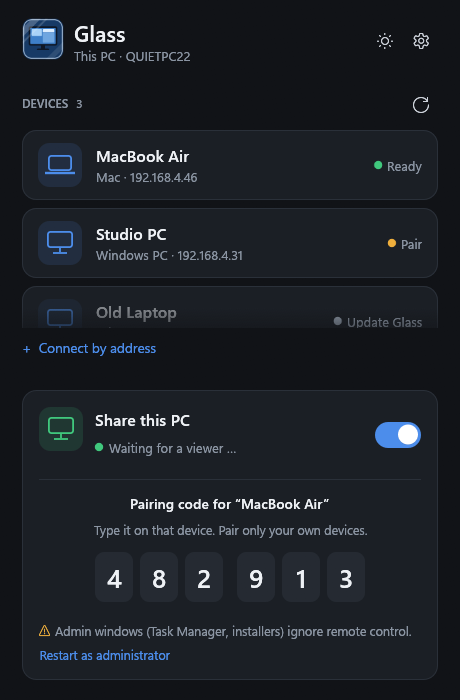 Glass
This PC · QUIETPC22
DEVICES 3
MacBook Air
Mac · 192.168.4.46
Ready
Studio PC
Windows PC · 192.168.4.31
Pair
Old Laptop
Update Glass
+ Connect by address
Share this PC
Waiting for a viewer ...
Pairing code for “MacBook Air”
Type it on that device. Pair only your own devices.
4 8 2 9 1 3
Admin windows (Task Manager, installers) ignore remote control.
Restart as administrator